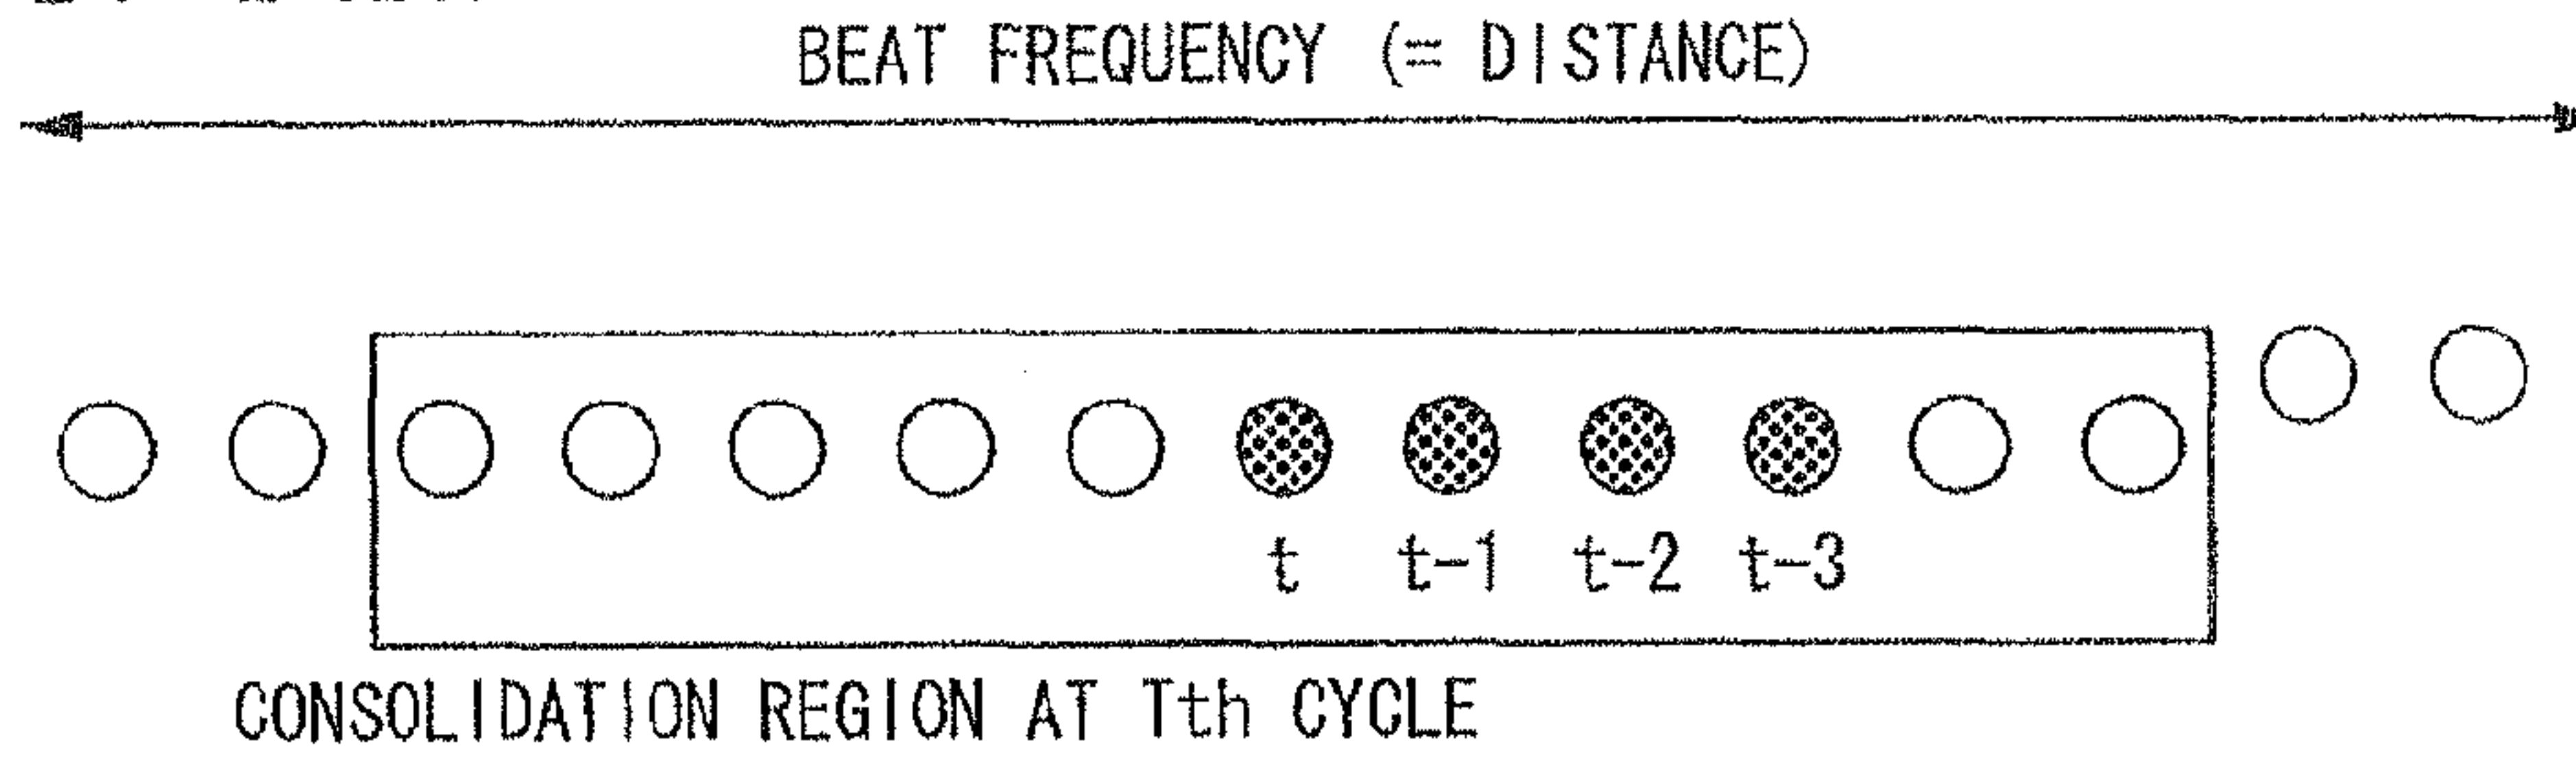 BEAT FREQUENCY (= DISTANCE)
t t-1 t-2 t-3
CONSOLIDATION REGION AT Tth CYCLE